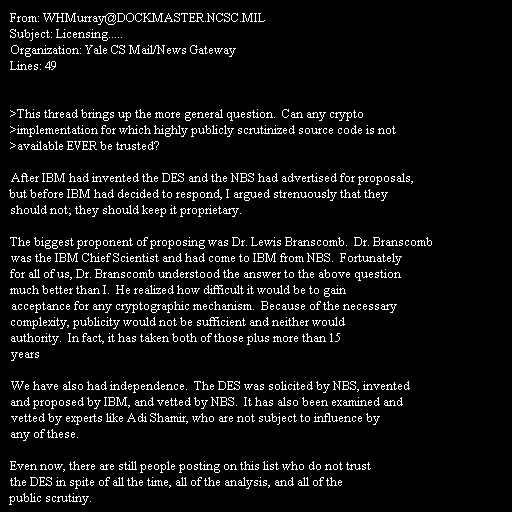 From: WHMurray@DOCKMASTER.NCSC.MIL
Subject: Licensing.....
Organization: Yale CS Mail/News Gateway
Lines: 49
>This thread brings up the more general question.  Can any crypto
>implementation for which highly publicly scrutinized source code is not
>available EVER be trusted?
After IBM had invented the DES and the NBS had advertised for proposals,
but before IBM had decided to respond, I argued strenuously that they
should not; they should keep it proprietary.
The biggest proponent of proposing was Dr. Lewis Branscomb.  Dr. Branscomb
was the IBM Chief Scientist and had come to IBM from NBS.  Fortunately
for all of us, Dr. Branscomb understood the answer to the above question
much better than I.  He realized how difficult it would be to gain
acceptance for any cryptographic mechanism.  Because of the necessary
complexity, publicity would not be sufficient and neither would
authority.  In fact, it has taken both of those plus more than 15
years
We have also had independence.  The DES was solicited by NBS, invented
and proposed by IBM, and vetted by NBS.  It has also been examined and
vetted by experts like Adi Shamir, who are not subject to influence by
any of these.
Even now, there are still people posting on this list who do not trust
the DES in spite of all the time, all of the analysis, and all of the
public scrutiny.